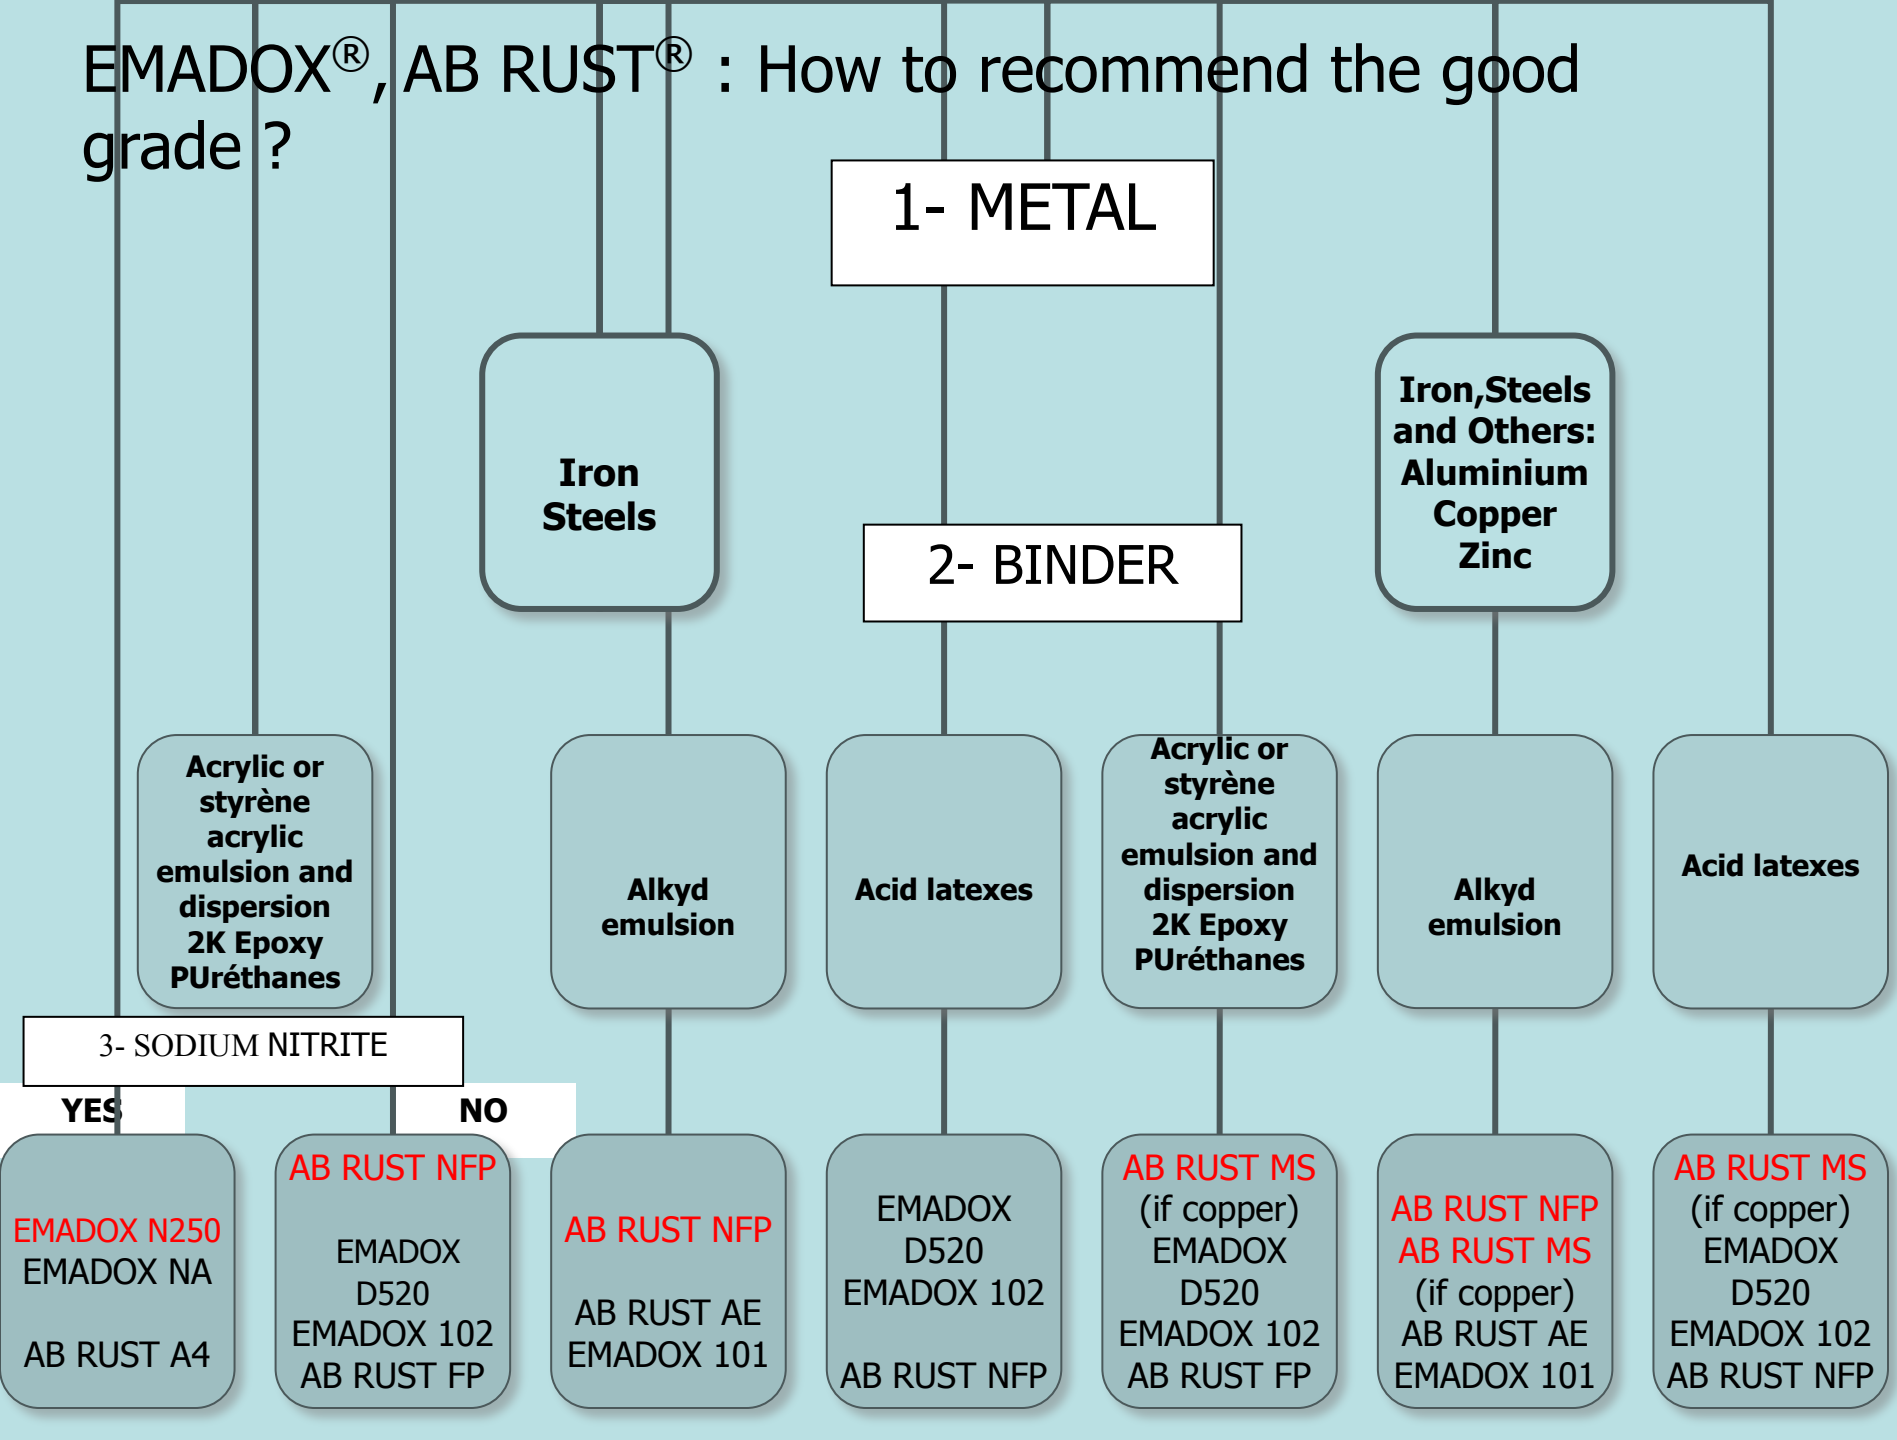 EMADOX®, AB RUST® : How to recommend the good
grade ?
1- METAL
Iron
Steels
Iron,Steels
and Others:
Aluminium
Copper
Zinc
2- BINDER
Acrylic or
styrène
acrylic
emulsion and
dispersion
2K Epoxy
PUréthanes
Alkyd
emulsion
Acid latexes
Acrylic or
styrène
acrylic
emulsion and
dispersion
2K Epoxy
PUréthanes
Alkyd
emulsion
Acid latexes
3- SODIUM NITRITE
YES
NO
EMADOX N250
EMADOX NA
AB RUST A4
AB RUST NFP
EMADOX
D520
EMADOX 102
AB RUST FP
AB RUST NFP
AB RUST AE
EMADOX 101
EMADOX
D520
EMADOX 102
AB RUST NFP
AB RUST MS
(if copper)
EMADOX
D520
EMADOX 102
AB RUST FP
AB RUST NFP
AB RUST MS
(if copper)
AB RUST AE
EMADOX 101
AB RUST MS
(if copper)
EMADOX
D520
EMADOX 102
AB RUST NFP